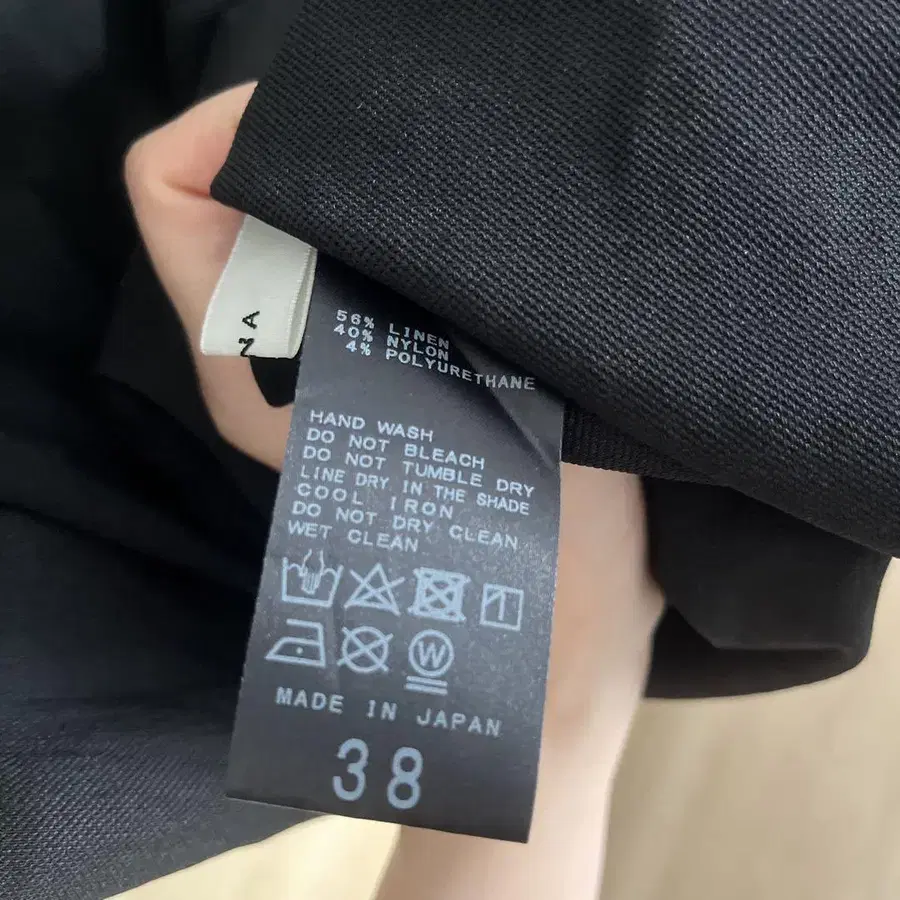 NA
56% LINEN
40% NYLON
4% POLYURETHANE
HAND WASH
DO NOT BLEACH
DO NOT TUMBLE DRY
LINE DRY IN THE SHADE
COOL IRON
DO NOT DRY CLEAN
WET CLEAN
W
MADE IN JAPAN
38